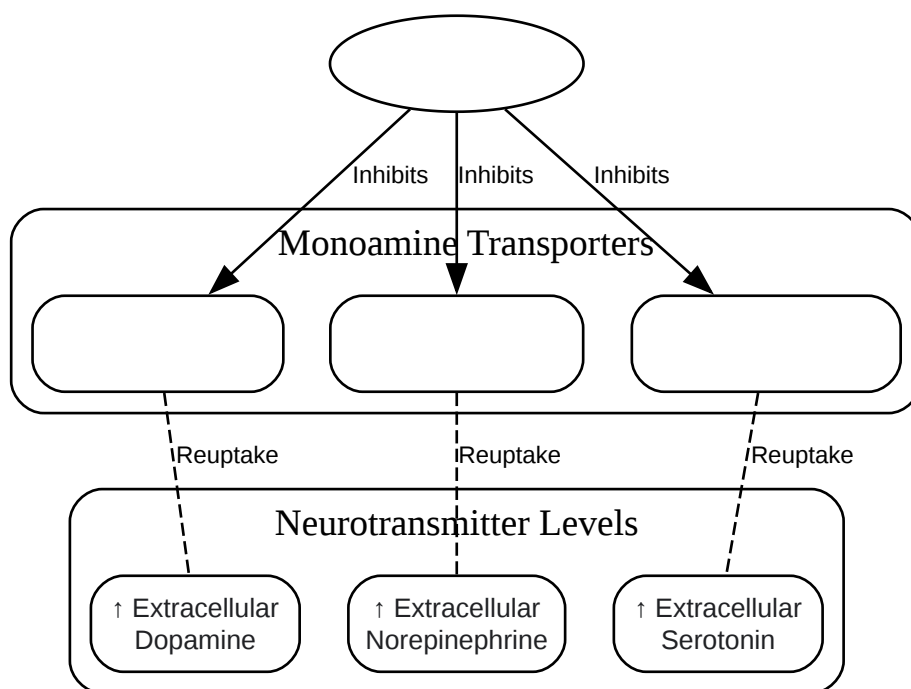 Inhibits Inhibits Inhibits
Monoamine Transporters
Reuptake Reuptake Reuptake
Neurotransmitter Levels
↑ Extracellular
Dopamine
↑ Extracellular
Norepinephrine
↑ Extracellular
Serotonin